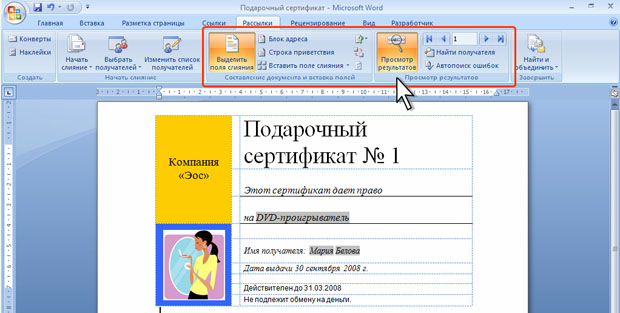 Подарочный сертификат - Microsoft Word
Главная Вставка Разметка страницы Ссылки Рассылки Рецензирование Вид Разработчик
Конверты
Наклейки
Создать
Начать слияние
Выбрать получателей
Изменить список получателей
Начать слияние
Выделить поля слияния
Блок адреса
Строка приветствия
Вставить поле слияния
Составление документа и вставка полей
Просмотр результатов
1
Найти получателя
Автопоиск ошибок
Просмотр результатов
Найти и объединить
Завершить
Компания
«Эос»
Подарочный
сертификат № 1
Этот сертификат дает право
на DVD-проигрыватель
Имя получателя: Мария Белова
Дата выдачи 30 сентября 2008 г.
Действителен до 31.03.2008
Не подлежит обмену на деньги.